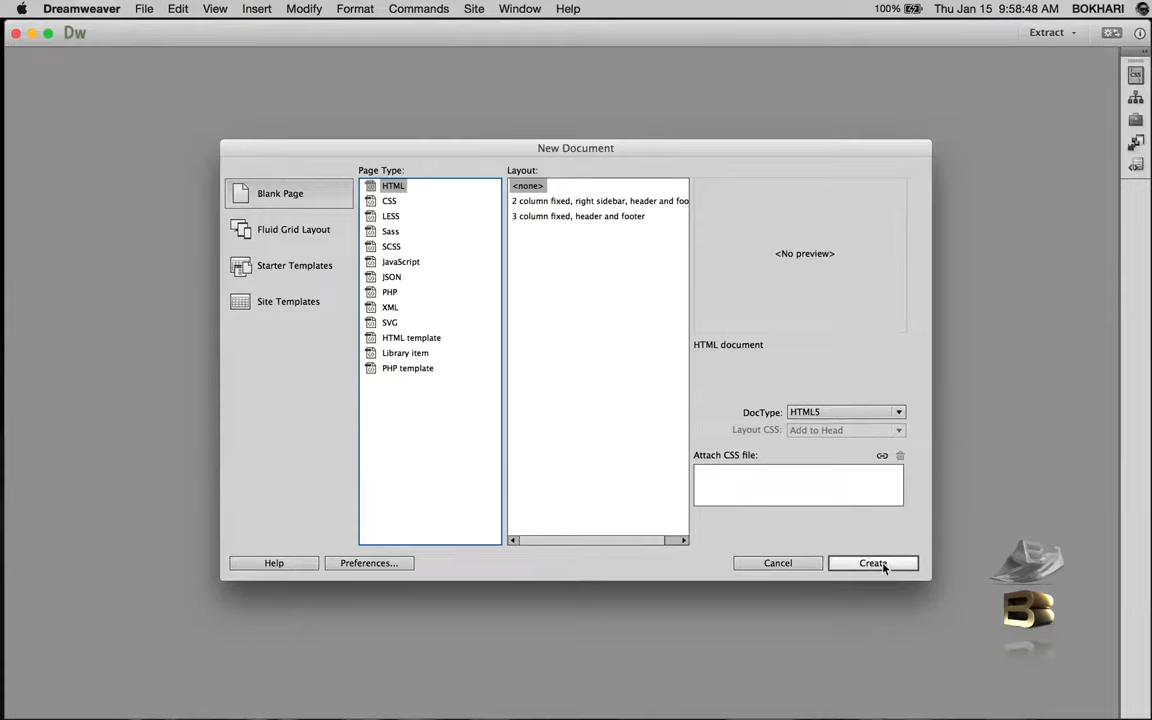 Dreamweaver File Edit View Insert Modify Format Commands Site Window Help 100% Thu Jan 15 9:58:48 AM BOKHARI
Dw Extract
New Document
Page Type: Layout:
Blank Page
Fluid Grid Layout
Starter Templates
Site Templates
HTML
CSS
LESS
Sass
SCSS
JavaScript
JSON
PHP
XML
SVG
HTML template
Library item
PHP template
<none>
2 column fixed, right sidebar, header and foo
3 column fixed, header and footer
<No preview>
HTML document
DocType: HTML5
Layout CSS: Add to Head
Attach CSS file:
Help Preferences... Cancel Create
CSS
B